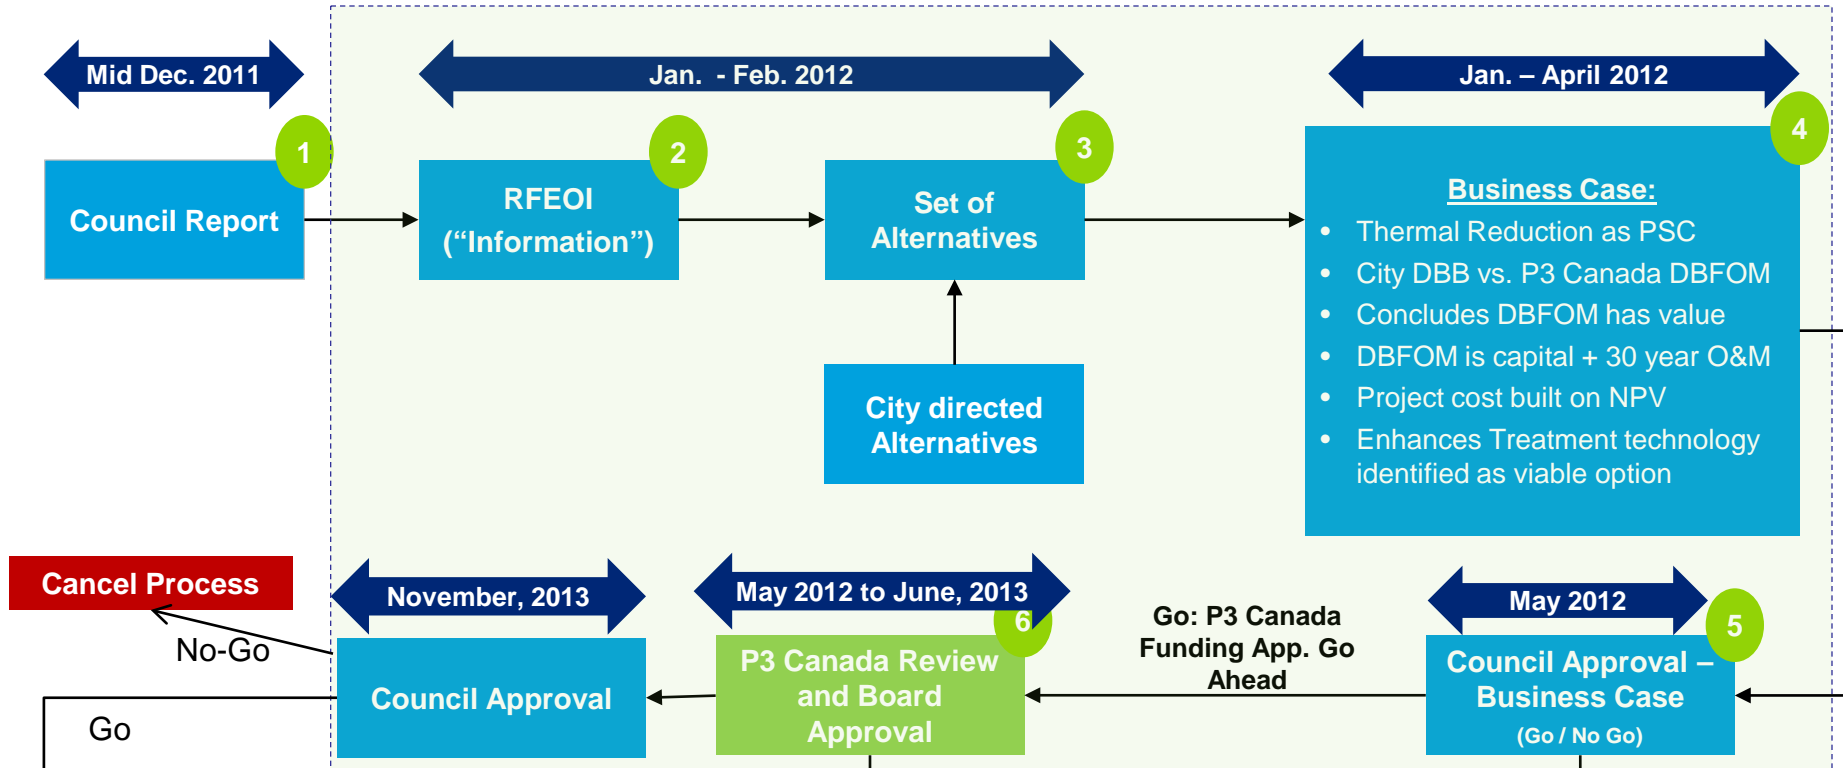 Mid Dec. 2011
Jan. - Feb. 2012
Jan. – April 2012
1
2
3
4
Council Report
RFEOI
(“Information”)
Set of
Alternatives
City directed
Alternatives
Business Case:
• Thermal Reduction as PSC
• City DBB vs. P3 Canada DBFOM
• Concludes DBFOM has value
• DBFOM is capital + 30 year O&M
• Project cost built on NPV
• Enhances Treatment technology
identified as viable option
Cancel Process
No-Go
Go
November, 2013
Council Approval
May 2012 to June, 2013
6
P3 Canada Review
and Board
Approval
Go: P3 Canada
Funding App. Go
Ahead
May 2012
5
Council Approval –
Business Case
(Go / No Go)